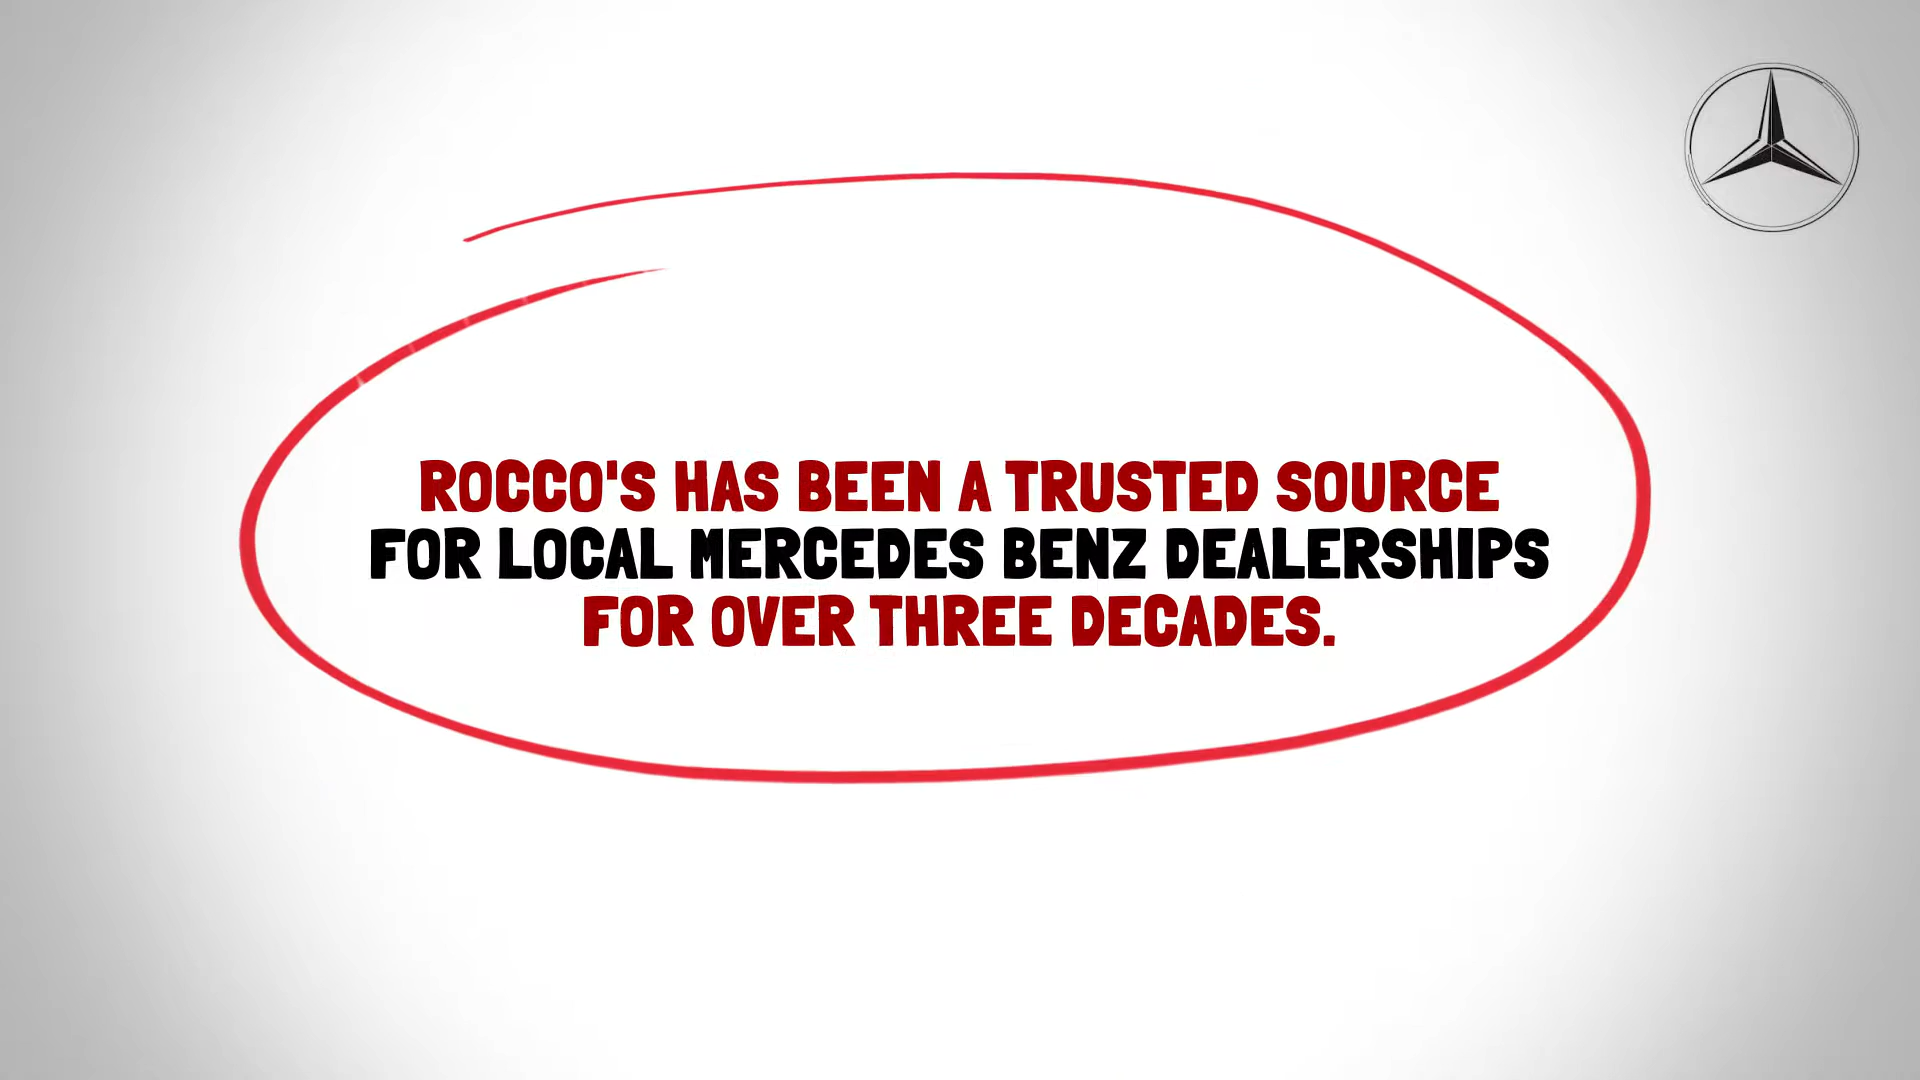 ROCCO'S HAS BEEN A TRUSTED SOURCE
FOR LOCAL MERCEDES BENZ DEALERSHIPS
FOR OVER THREE DECADES.